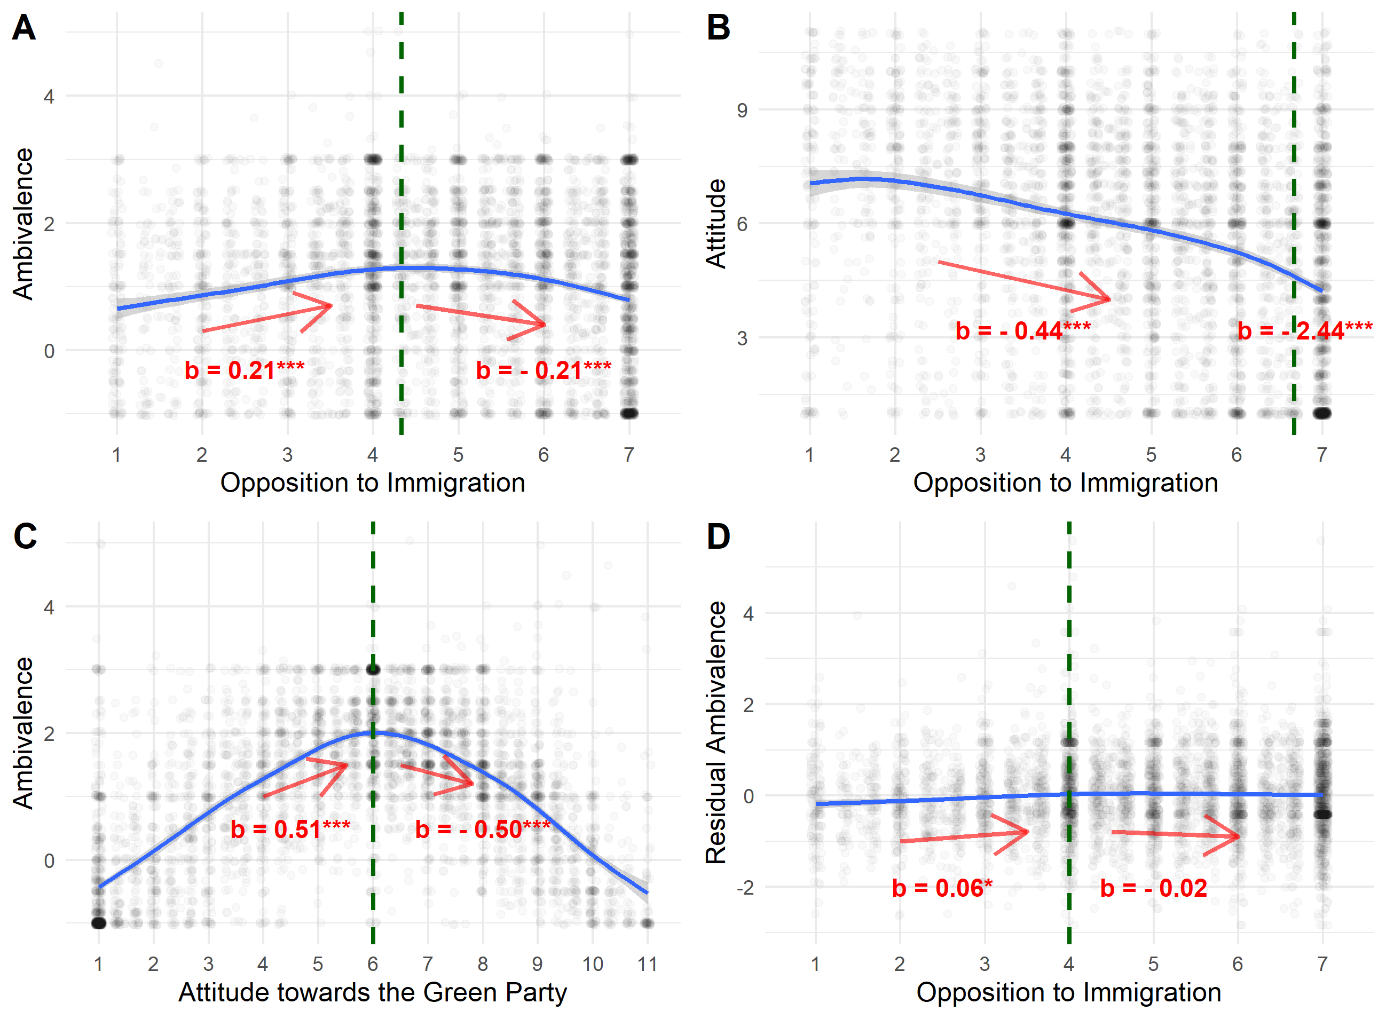 A
Ambivalence
4
2
0
b = 0.21***
b = - 0.21***
1 2 3 4 5 6 7
Opposition to Immigration
B
Attitude
9
6
3
b = - 0.44***
b = - 2.44***
1 2 3 4 5 6 7
Opposition to Immigration
C
Ambivalence
4
2
0
b = 0.51***
b = - 0.50***
1 2 3 4 5 6 7 8 9 10 11
Attitude towards the Green Party
D
Residual Ambivalence
4
2
0
-2
b = 0.06*
b = - 0.02
1 2 3 4 5 6 7
Opposition to Immigration